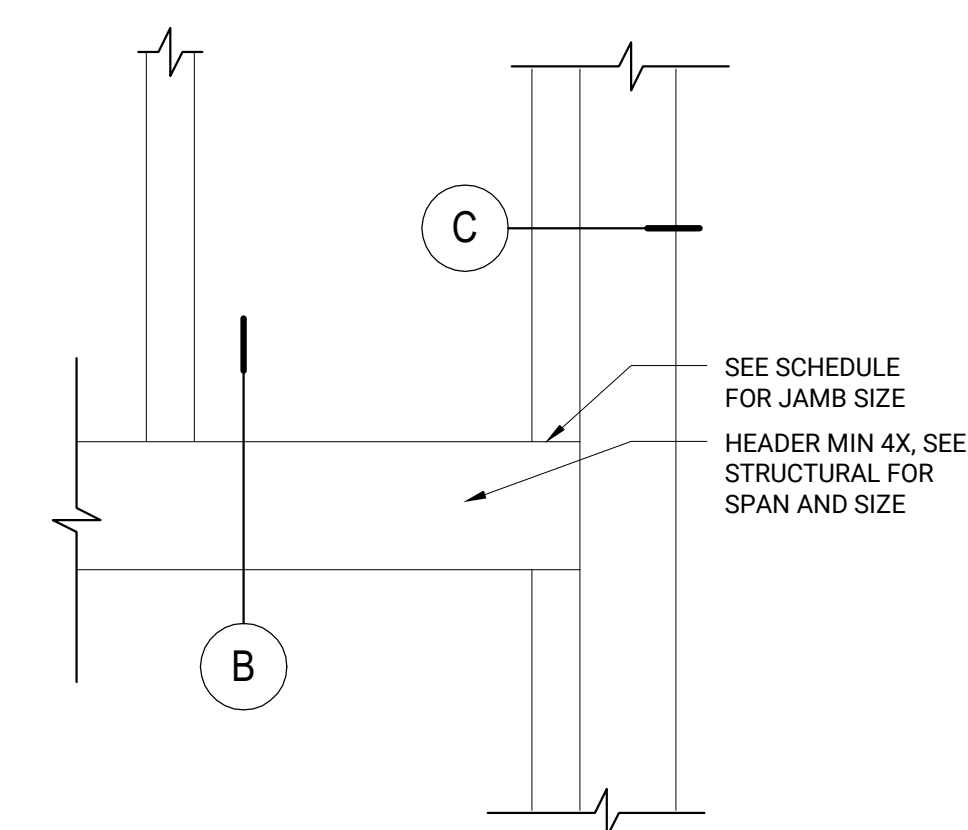 C
SEE SCHEDULE
FOR JAMB SIZE
HEADER MIN 4X, SEE
STRUCTURAL FOR
SPAN AND SIZE
B